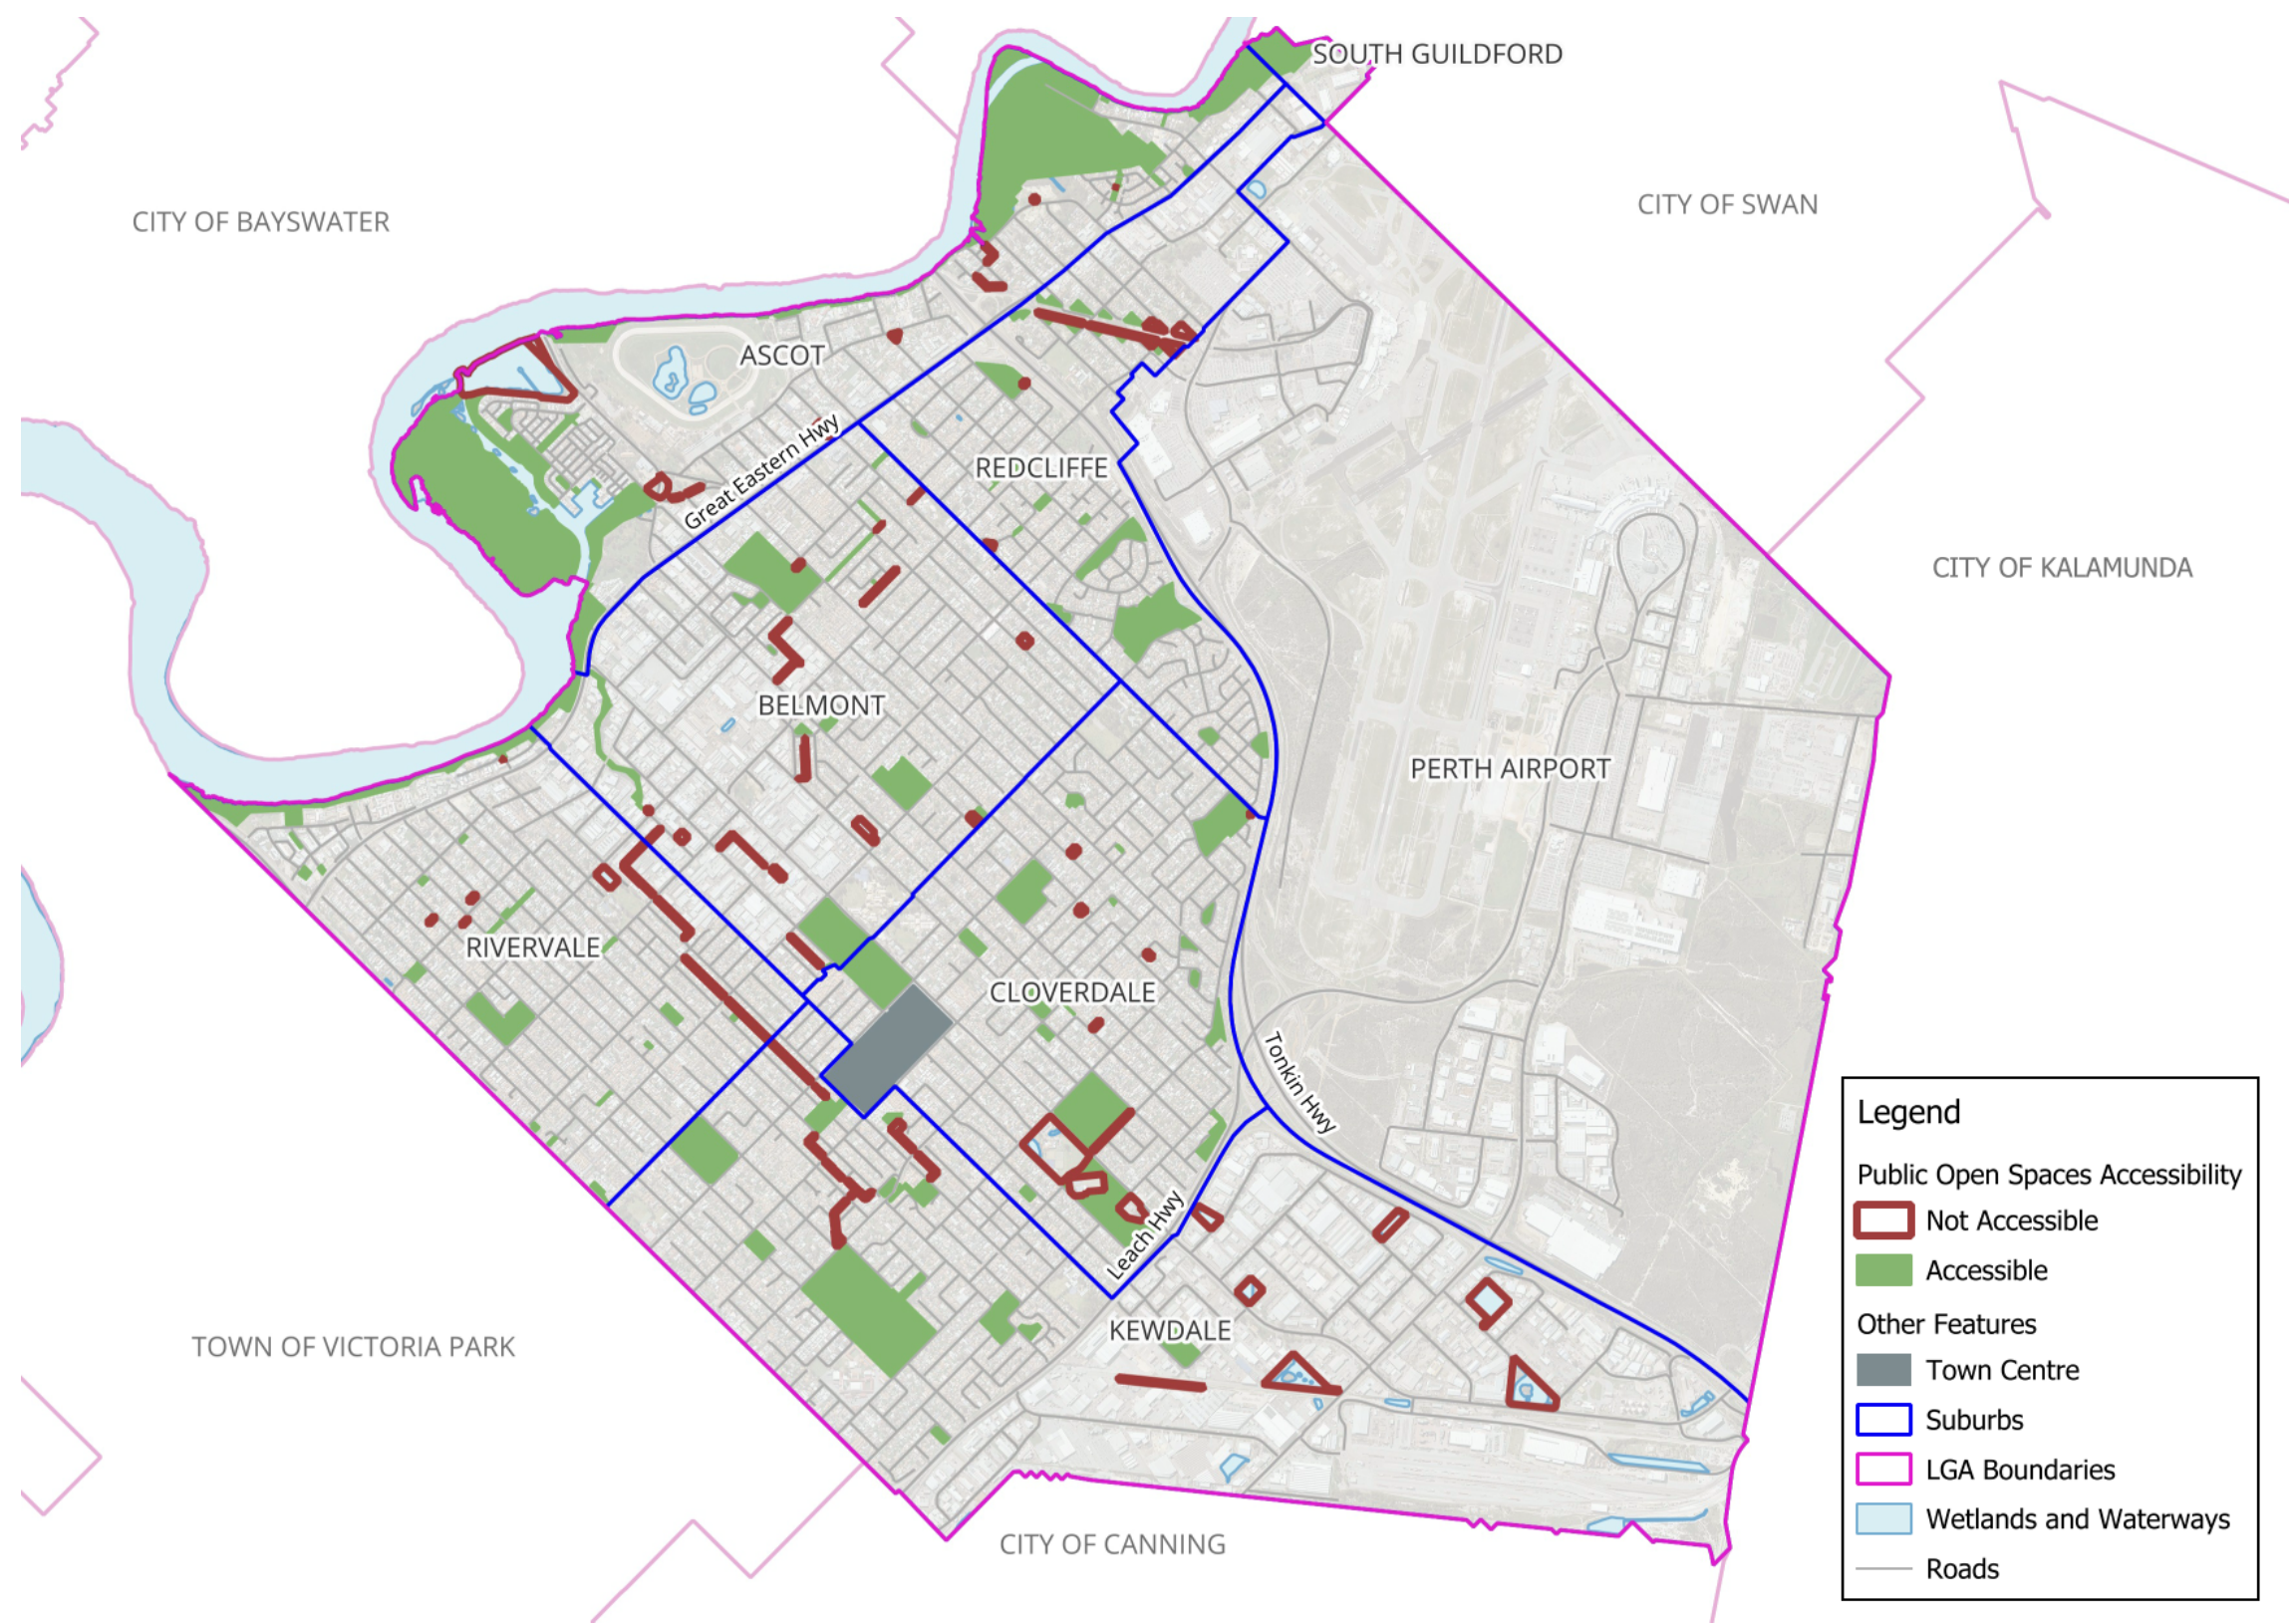 SOUTH GUILDFORD
CITY OF SWAN
CITY OF BAYSWATER
ASCOT
Great Eastern Hwy
REDCLIFFE
CITY OF KALAMUNDA
BELMONT
PERTH AIRPORT
RIVERVALE
CLOVERDALE
Tonkin Hwy
Leach Hwy
KEWDALE
TOWN OF VICTORIA PARK
CITY OF CANNING
Legend
Public Open Spaces Accessibility
Not Accessible
Accessible
Other Features
Town Centre
Suburbs
LGA Boundaries
Wetlands and Waterways
Roads